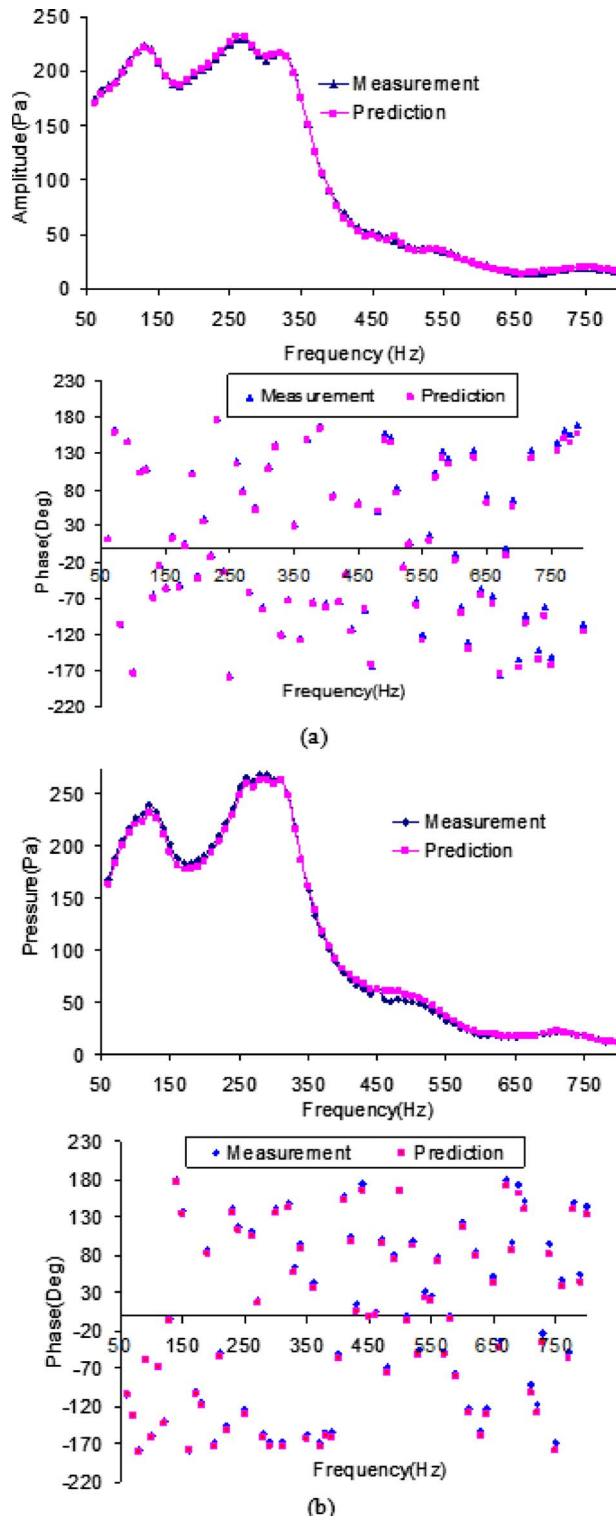 250
200
150
100
50
0
Amplitude(Pa)
Measurement
Prediction
50 150 250 350 450 550 650 750
Frequency (Hz)
230
180
130
80
30
-20
-70
-120
-170
-220
Phase(Deg)
Measurement Prediction
50 150 250 350 450 550 650 750
Frequency(Hz)
(a)
250
200
150
100
50
0
Pressure(Pa)
Measurement
Prediction
50 150 250 350 450 550 650 750
Frequency(Hz)
230
180
130
80
30
-20
-70
-120
-170
-220
Phase(Deg)
Measurement Prediction
50 150 250 350 450 550 650 750
Frequency(Hz)
(b)